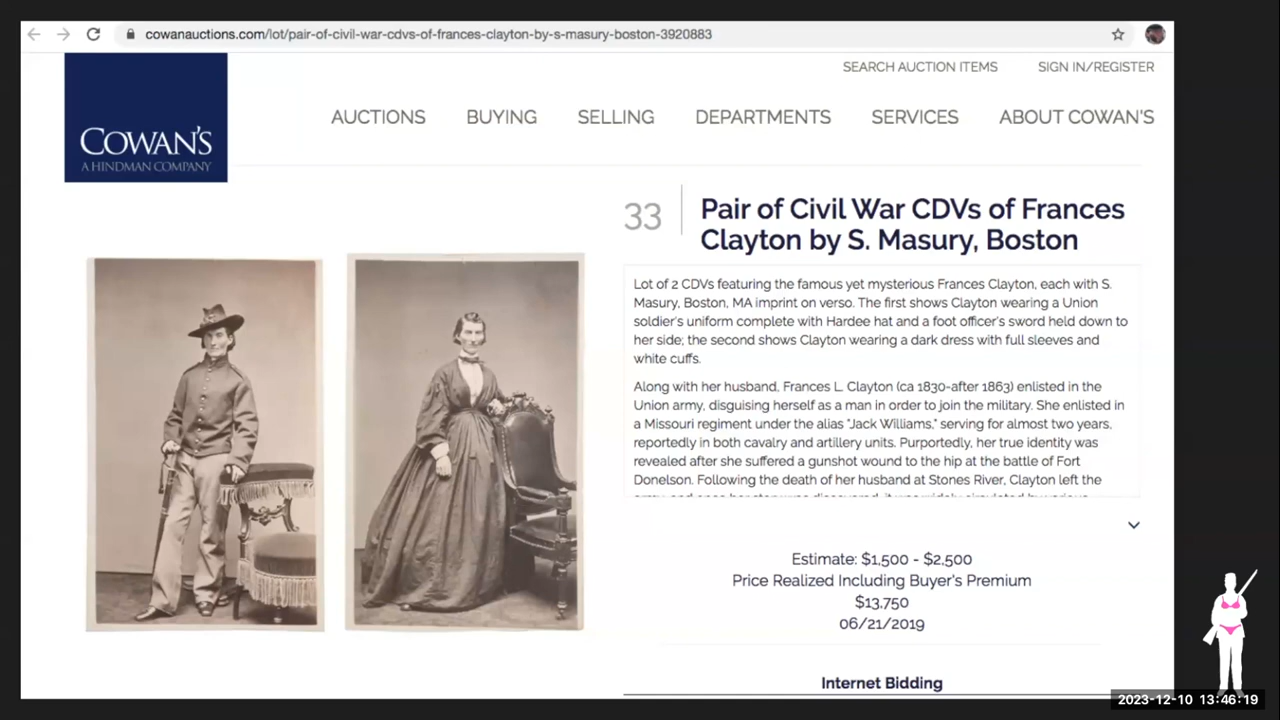 cowanauctions.com/lot/pair-of-civil-war-cdvs-of-frances-clayton-by-s-masury-boston-3920883
SEARCH AUCTION ITEMS SIGN IN/REGISTER
COWAN'S
A HINDMAN COMPANY
AUCTIONS BUYING SELLING DEPARTMENTS SERVICES ABOUT COWAN'S
33
Pair of Civil War CDVs of Frances
Clayton by S. Masury, Boston
Lot of 2 CDVs featuring the famous yet mysterious Frances Clayton, each with S.
Masury, Boston, MA imprint on verso. The first shows Clayton wearing a Union
soldier's uniform complete with Hardee hat and a foot officer's sword held down to
her side; the second shows Clayton wearing a dark dress with full sleeves and
white cuffs.
Along with her husband, Frances L. Clayton (ca 1830-after 1863) enlisted in the
Union army, disguising herself as a man in order to join the military. She enlisted in
a Missouri regiment under the alias "Jack Williams," serving for almost two years,
reportedly in both cavalry and artillery units. Purportedly, her true identity was
revealed after she suffered a gunshot wound to the hip at the battle of Fort
Donelson. Following the death of her husband at Stones River, Clayton left the
Estimate: $1,500 - $2,500
Price Realized Including Buyer's Premium
$13,750
06/21/2019
Internet Bidding
2023-12-10 13:46:19